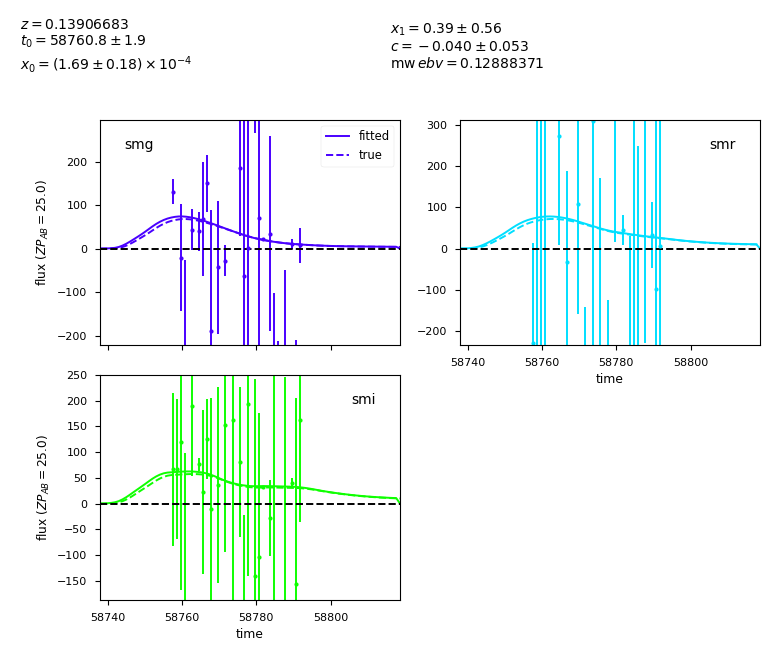 z = 0.13906683
t₀ = 58760.8 ± 1.9
x₀ = (1.69 ± 0.18) × 10⁻⁴
x₁ = 0.39 ± 0.56
c = −0.040 ± 0.053
mw ebv = 0.12888371
smg
fitted
true
200
100
0
−100
−200
flux (ZP_AB = 25.0)
smr
300
200
100
0
−100
−200
58740
58760
58780
58800
time
smi
250
200
150
100
50
0
−50
−100
−150
flux (ZP_AB = 25.0)
58740
58760
58780
58800
time